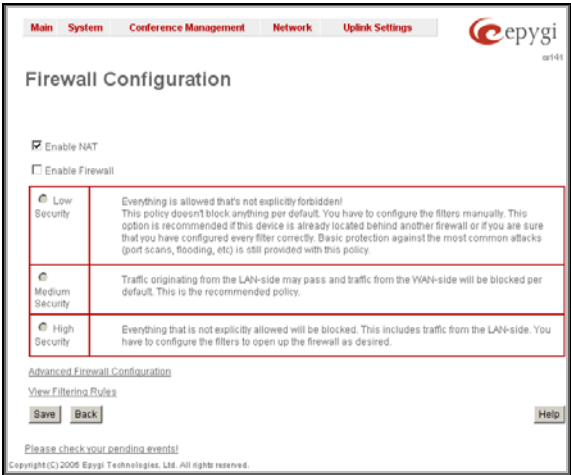 Main System Conference Management Network Uplink Settings
epygi
Firewall Configuration
Enable NAT
Enable Firewall
Low Security
Everything is allowed that's not explicitly forbidden!
This policy doesn't block anything per default. You have to configure the filters manually. This
option is recommended if this device is already located behind another firewall or if you are sure
that you have configured every filter correctly. Basic protection against the most common attacks
(port scans, flooding, etc) is still provided with this policy.
Medium Security
Traffic originating from the LAN-side may pass and traffic from the WAN-side will be blocked per
default. This is the recommended policy.
High Security
Everything that is not explicitly allowed will be blocked. This includes traffic from the LAN-side. You
have to configure the filters to open up the firewall as desired.
Advanced Firewall Configuration
View Filtering Rules
Save Back Help
Please check your pending events!
Copyright (C) 2006 Epygi Technologies, Ltd. All rights reserved.